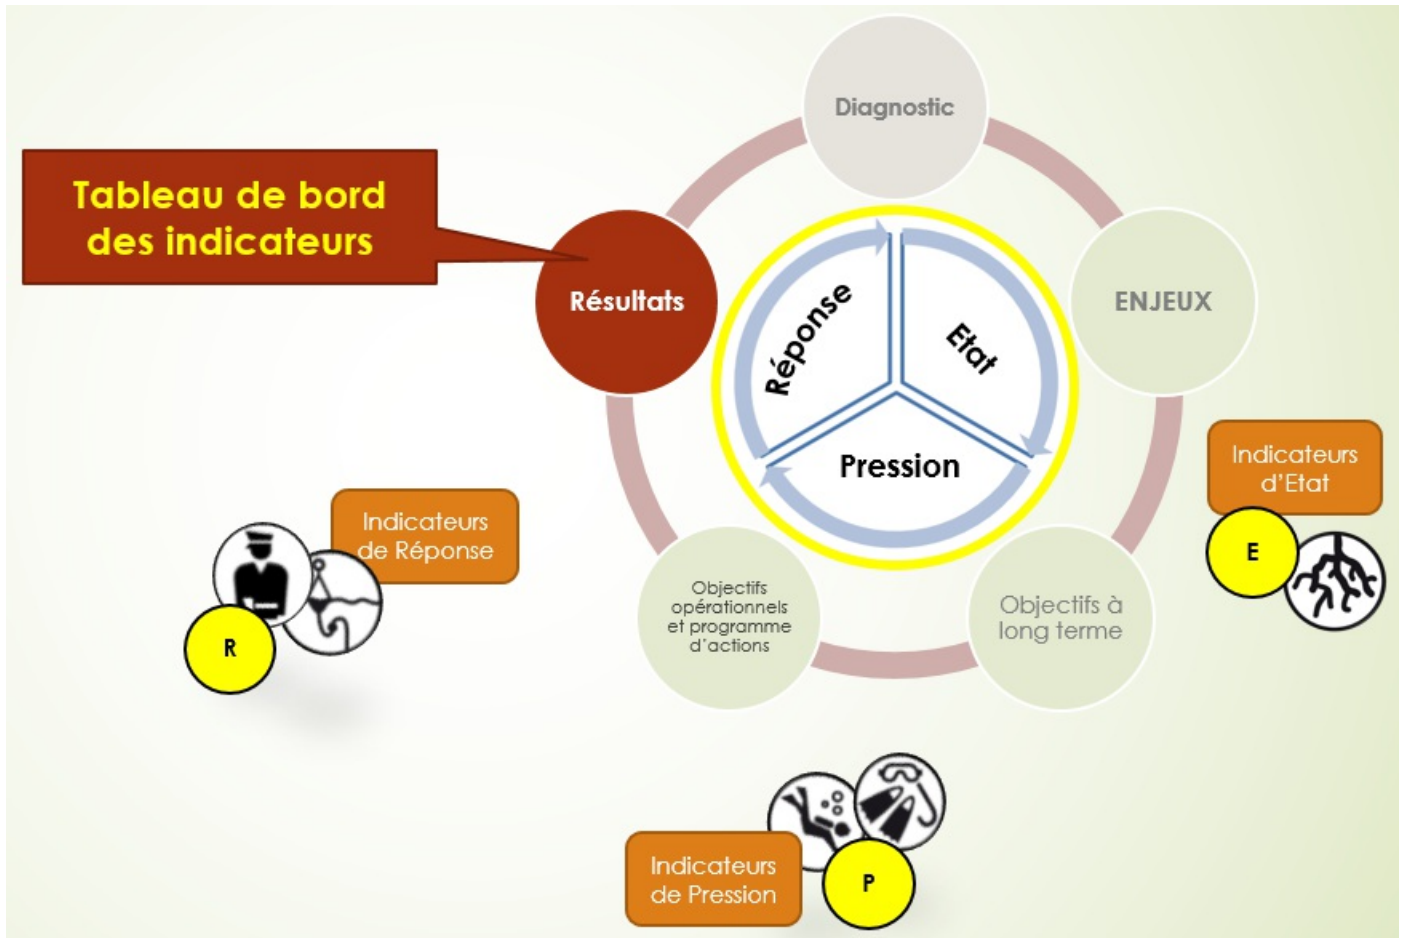 Diagnostic
Tableau de bord
des indicateurs
Résultats
ENJEUX
Réponse
Etat
Pression
Indicateurs
d'Etat
E
Indicateurs
de Réponse
R
Objectifs
opérationnels
et programme
d'actions
Objectifs à
long terme
Indicateurs
de Pression
P